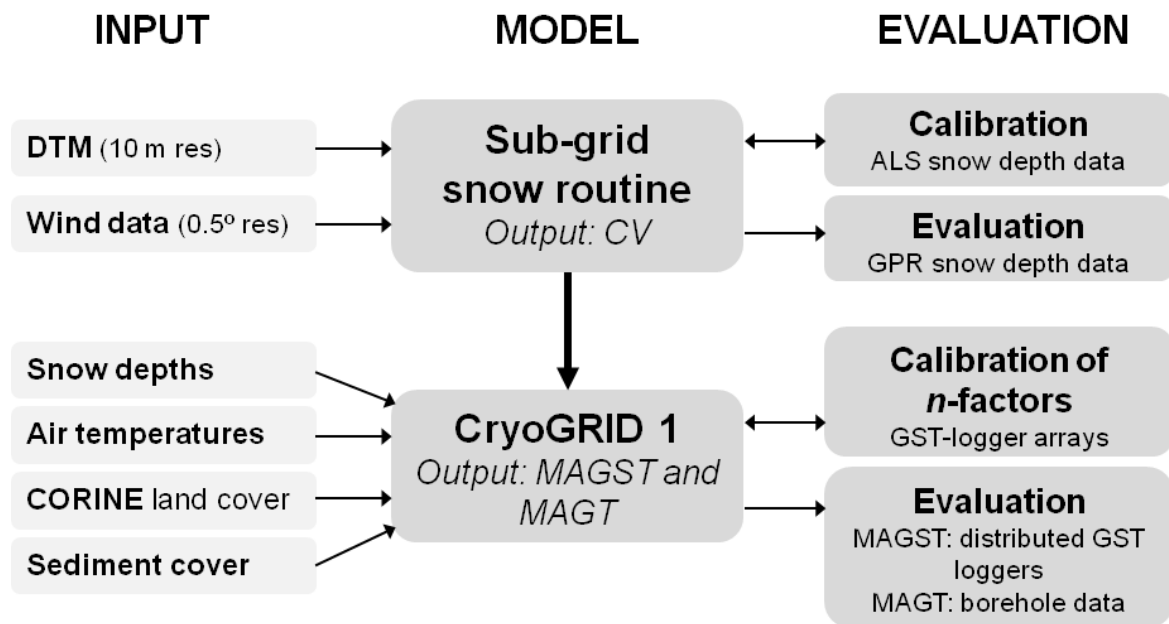 INPUT
MODEL
EVALUATION
DTM (10 m res)
Wind data (0.5º res)
Sub-grid
snow routine
Output: CV
Calibration
ALS snow depth data
Evaluation
GPR snow depth data
Snow depths
Air temperatures
CORINE land cover
Sediment cover
CryoGRID 1
Output: MAGST and
MAGT
Calibration of
n-factors
GST-logger arrays
Evaluation
MAGST: distributed GST
loggers
MAGT: borehole data